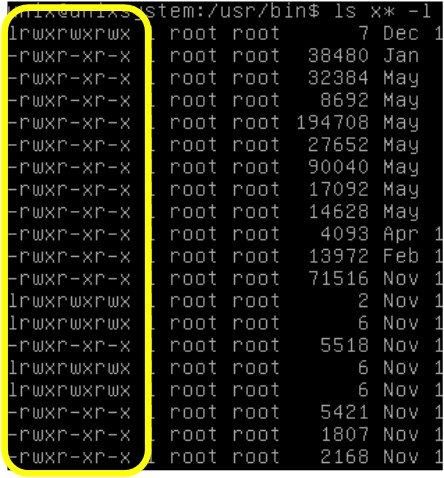 unix@unixsystem:/usr/bin$ ls x* -l
lrwxrwxrwx 1 root root 7 Dec 1
-rwxr-xr-x 1 root root 38480 Jan
-rwxr-xr-x 1 root root 32384 May
-rwxr-xr-x 1 root root 8692 May
-rwxr-xr-x 1 root root 194708 May
-rwxr-xr-x 1 root root 27652 May
-rwxr-xr-x 1 root root 90040 May
-rwxr-xr-x 1 root root 17092 May
-rwxr-xr-x 1 root root 14628 May
-rwxr-xr-x 1 root root 4093 Apr 1
-rwxr-xr-x 1 root root 13972 Feb 1
-rwxr-xr-x 1 root root 71516 Nov 1
lrwxrwxrwx 1 root root 2 Nov 1
lrwxrwxrwx 1 root root 6 Nov 1
-rwxr-xr-x 1 root root 5518 Nov 1
lrwxrwxrwx 1 root root 6 Nov 1
lrwxrwxrwx 1 root root 6 Nov 1
-rwxr-xr-x 1 root root 5421 Nov 1
-rwxr-xr-x 1 root root 1807 Nov 1
-rwxr-xr-x 1 root root 2168 Nov 1